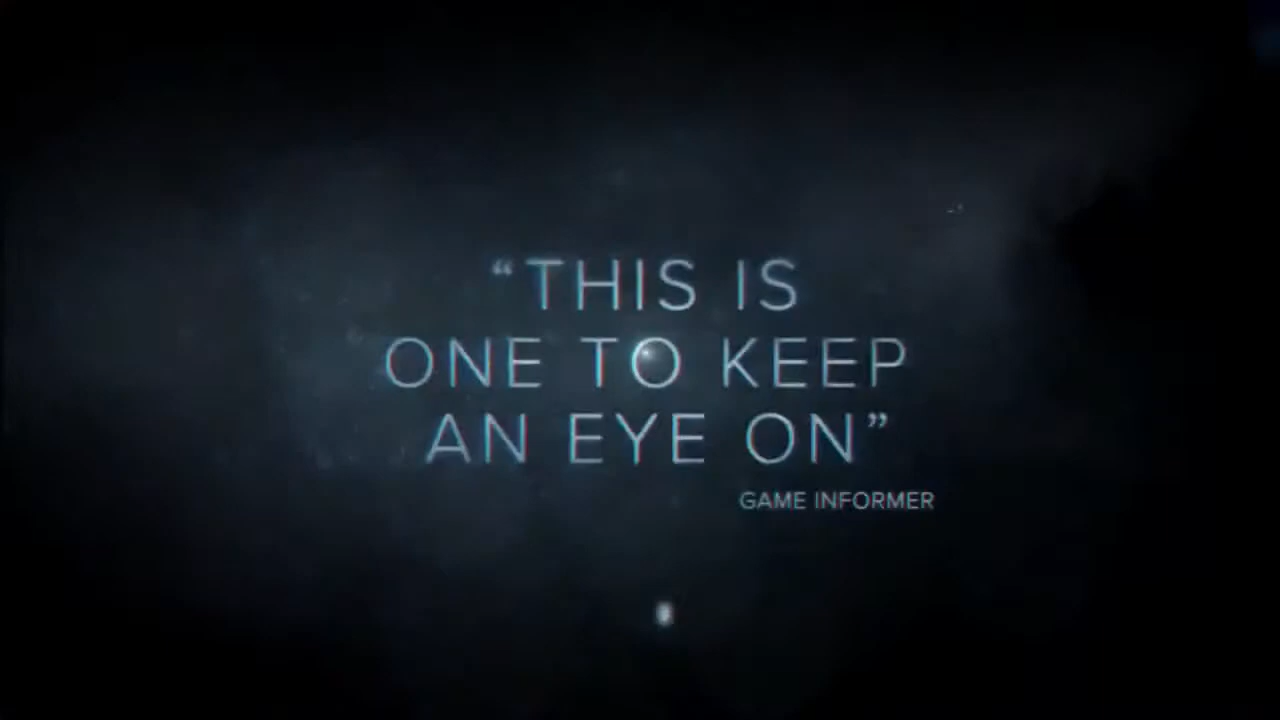 “THIS IS
ONE TO KEEP
AN EYE ON”
GAME INFORMER